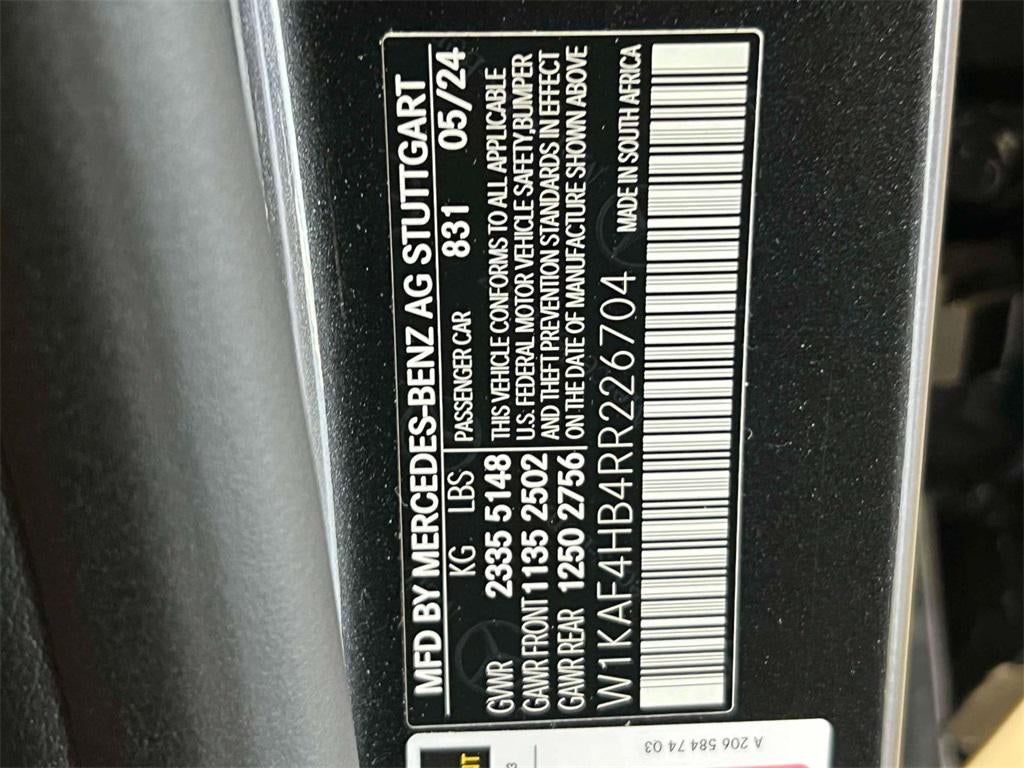 MFD BY MERCEDES-BENZ AG STUTTGART
KG LBS PASSENGER CAR 831 05/24
GVWR 2335 5148 THIS VEHICLE CONFORMS TO ALL APPLICABLE
GAWR FRONT 1135 2502 U.S. FEDERAL MOTOR VEHICLE SAFETY,BUMPER
GAWR REAR 1250 2756 AND THEFT PREVENTION STANDARDS IN EFFECT
ON THE DATE OF MANUFACTURE SHOWN ABOVE
W1KAF4HB4RR226704 MADE IN SOUTH AFRICA
A 206 584 74 03